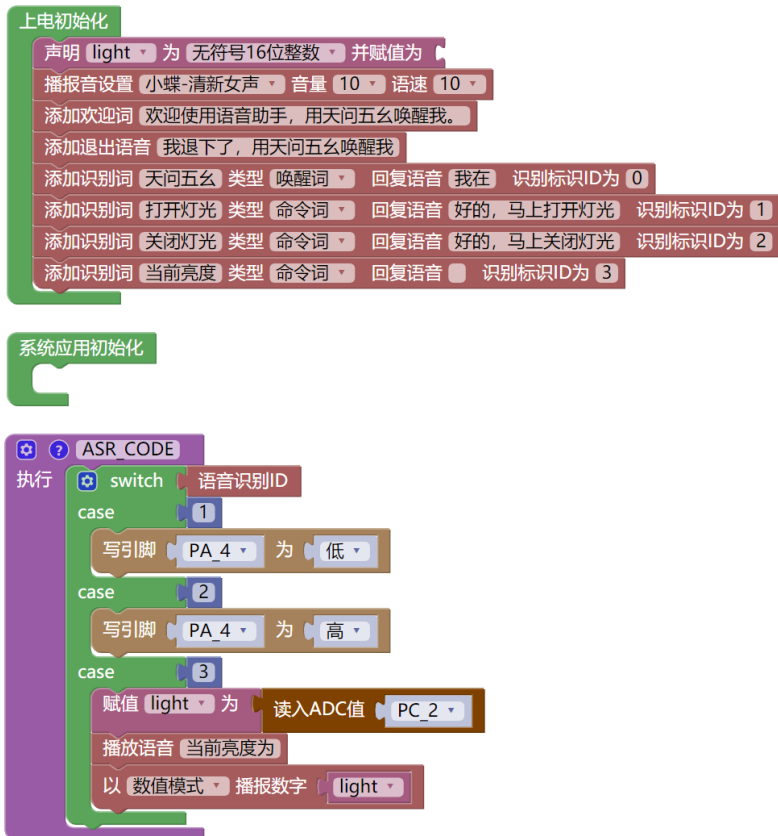 上电初始化
声明 light 为 无符号16位整数 并赋值为
播报音设置 小蝶-清新女声 音量 10 语速 10
添加欢迎词 欢迎使用语音助手，用天问五幺唤醒我。
添加退出语音 我退下了，用天问五幺唤醒我
添加识别词 天问五幺 类型 唤醒词 回复语音 我在 识别标识ID为 0
添加识别词 打开灯光 类型 命令词 回复语音 好的，马上打开灯光 识别标识ID为 1
添加识别词 关闭灯光 类型 命令词 回复语音 好的，马上关闭灯光 识别标识ID为 2
添加识别词 当前亮度 类型 命令词 回复语音 识别标识ID为 3
系统应用初始化
? ASR_CODE
执行 switch 语音识别ID
case 1
写引脚 PA_4 为 低
case 2
写引脚 PA_4 为 高
case 3
赋值 light 为 读入ADC值 PC_2
播放语音 当前亮度为
以 数值模式 播报数字 light